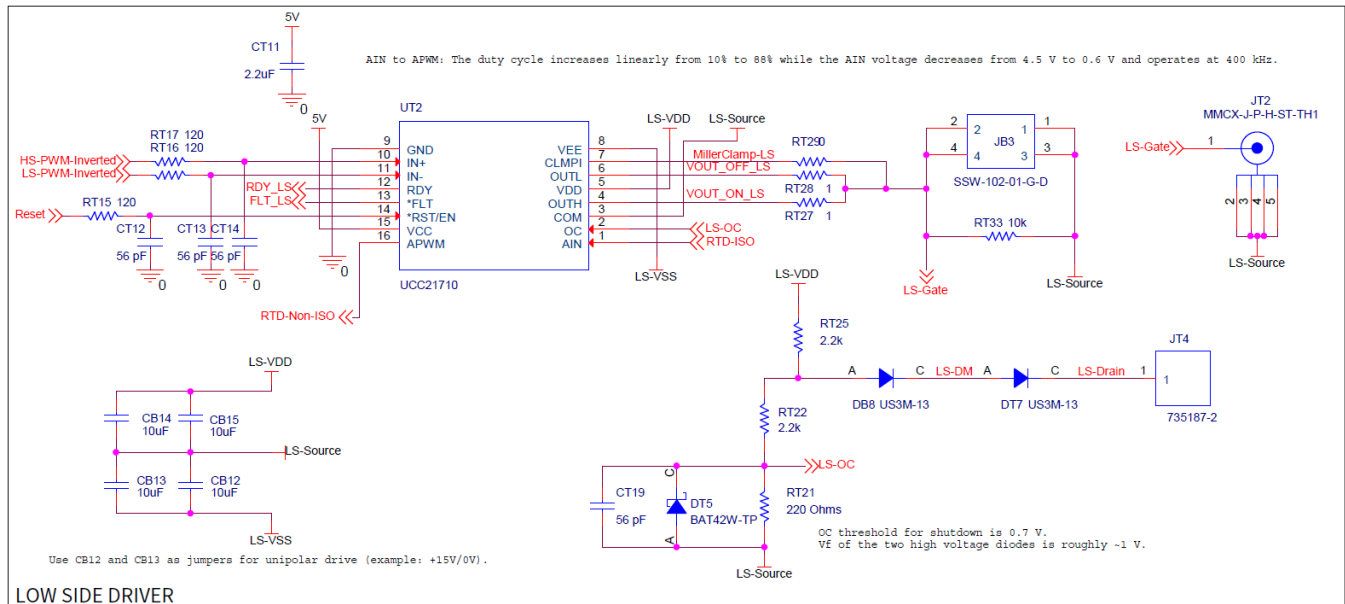 5V
CT11
2.2uF
0
AIN to APWM: The duty cycle increases linearly from 10% to 88% while the AIN voltage decreases from 4.5 V to 0.6 V and operates at 400 kHz.
JT2
MMCX-J-P-H-ST-TH1
LS-Gate
1
2
3
4
5
LS-Source
UT2
5V
9 GND
10 IN+
11 IN-
12 RDY
13 *FLT
14 *RST/EN
15 VCC
16 APWM
VEE 8
CLMPI 7
OUTL 6
VDD 5
OUTH 4
COM 3
OC 2
AIN 1
UCC21710
0
RT17 120
RT16 120
HS-PWM-Inverted
LS-PWM-Inverted
RDY_LS
FLT_LS
Reset
RT15 120
CT12
CT13
CT14
56 pF
56 pF
56 pF
0
0
0
RTD-Non-ISO
LS-VDD
LS-Source
MillerClamp-LS
VOUT_OFF_LS
VOUT_ON_LS
LS-OC
RTD-ISO
LS-VSS
RT290
RT28 1
RT27 1
2 2 1 1
4 4 3 3
JB3
SSW-102-01-G-D
RT33 10k
LS-Gate
LS-Source
LS-VDD
RT25
2.2k
A
C
LS-DM
A
C
LS-Drain
1
1
JT4
735187-2
DB8 US3M-13
DT7 US3M-13
RT22
2.2k
LS-OC
C
A
CT19
56 pF
DT5
BAT42W-TP
RT21
220 Ohms
LS-Source
OC threshold for shutdown is 0.7 V.
Vf of the two high voltage diodes is roughly ~1 V.
LS-VDD
CB14
10uF
CB15
10uF
LS-Source
CB13
10uF
CB12
10uF
LS-VSS
Use CB12 and CB13 as jumpers for unipolar drive (example: +15V/0V).
LOW SIDE DRIVER